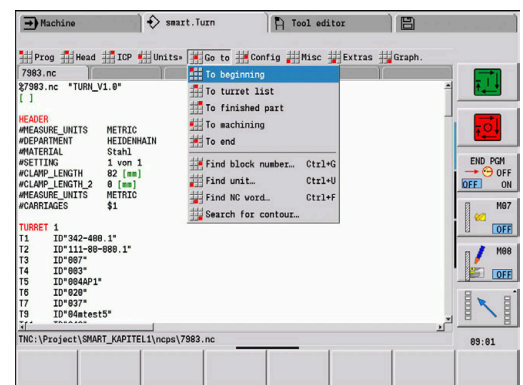 Machine smart.Turn Tool editor
Prog Head ICP Units» Go to Config Misc Extras Graph.
7983.nc
To beginning
To turret list
To finished part
To machining
To end
Find block number… Ctrl+G
Find unit… Ctrl+U
Find NC word… Ctrl+F
Search for contour…
%7983.nc "TURN_V1.0"
[ ]
HEADER
#MEASURE_UNITS METRIC
#DEPARTMENT HEIDENHAIN
#MATERIAL Stahl
#SETTING 1 von 1
#CLAMP_LENGTH 82 [mm]
#CLAMP_LENGTH_2 0 [mm]
#MEASURE_UNITS METRIC
#CARRIAGES $1
TURRET 1
T1 ID"342-400.1"
T2 ID"111-80-080.1"
T3 ID"007"
T4 ID"003"
T5 ID"004AP1"
T6 ID"020"
T7 ID"037"
T9 ID"04mtest5"
TNC:\Project\SMART_KAPITEL1\ncps\7983.nc
END PGM
OFF
OFF ON
M07
OFF
M08
OFF
09:01